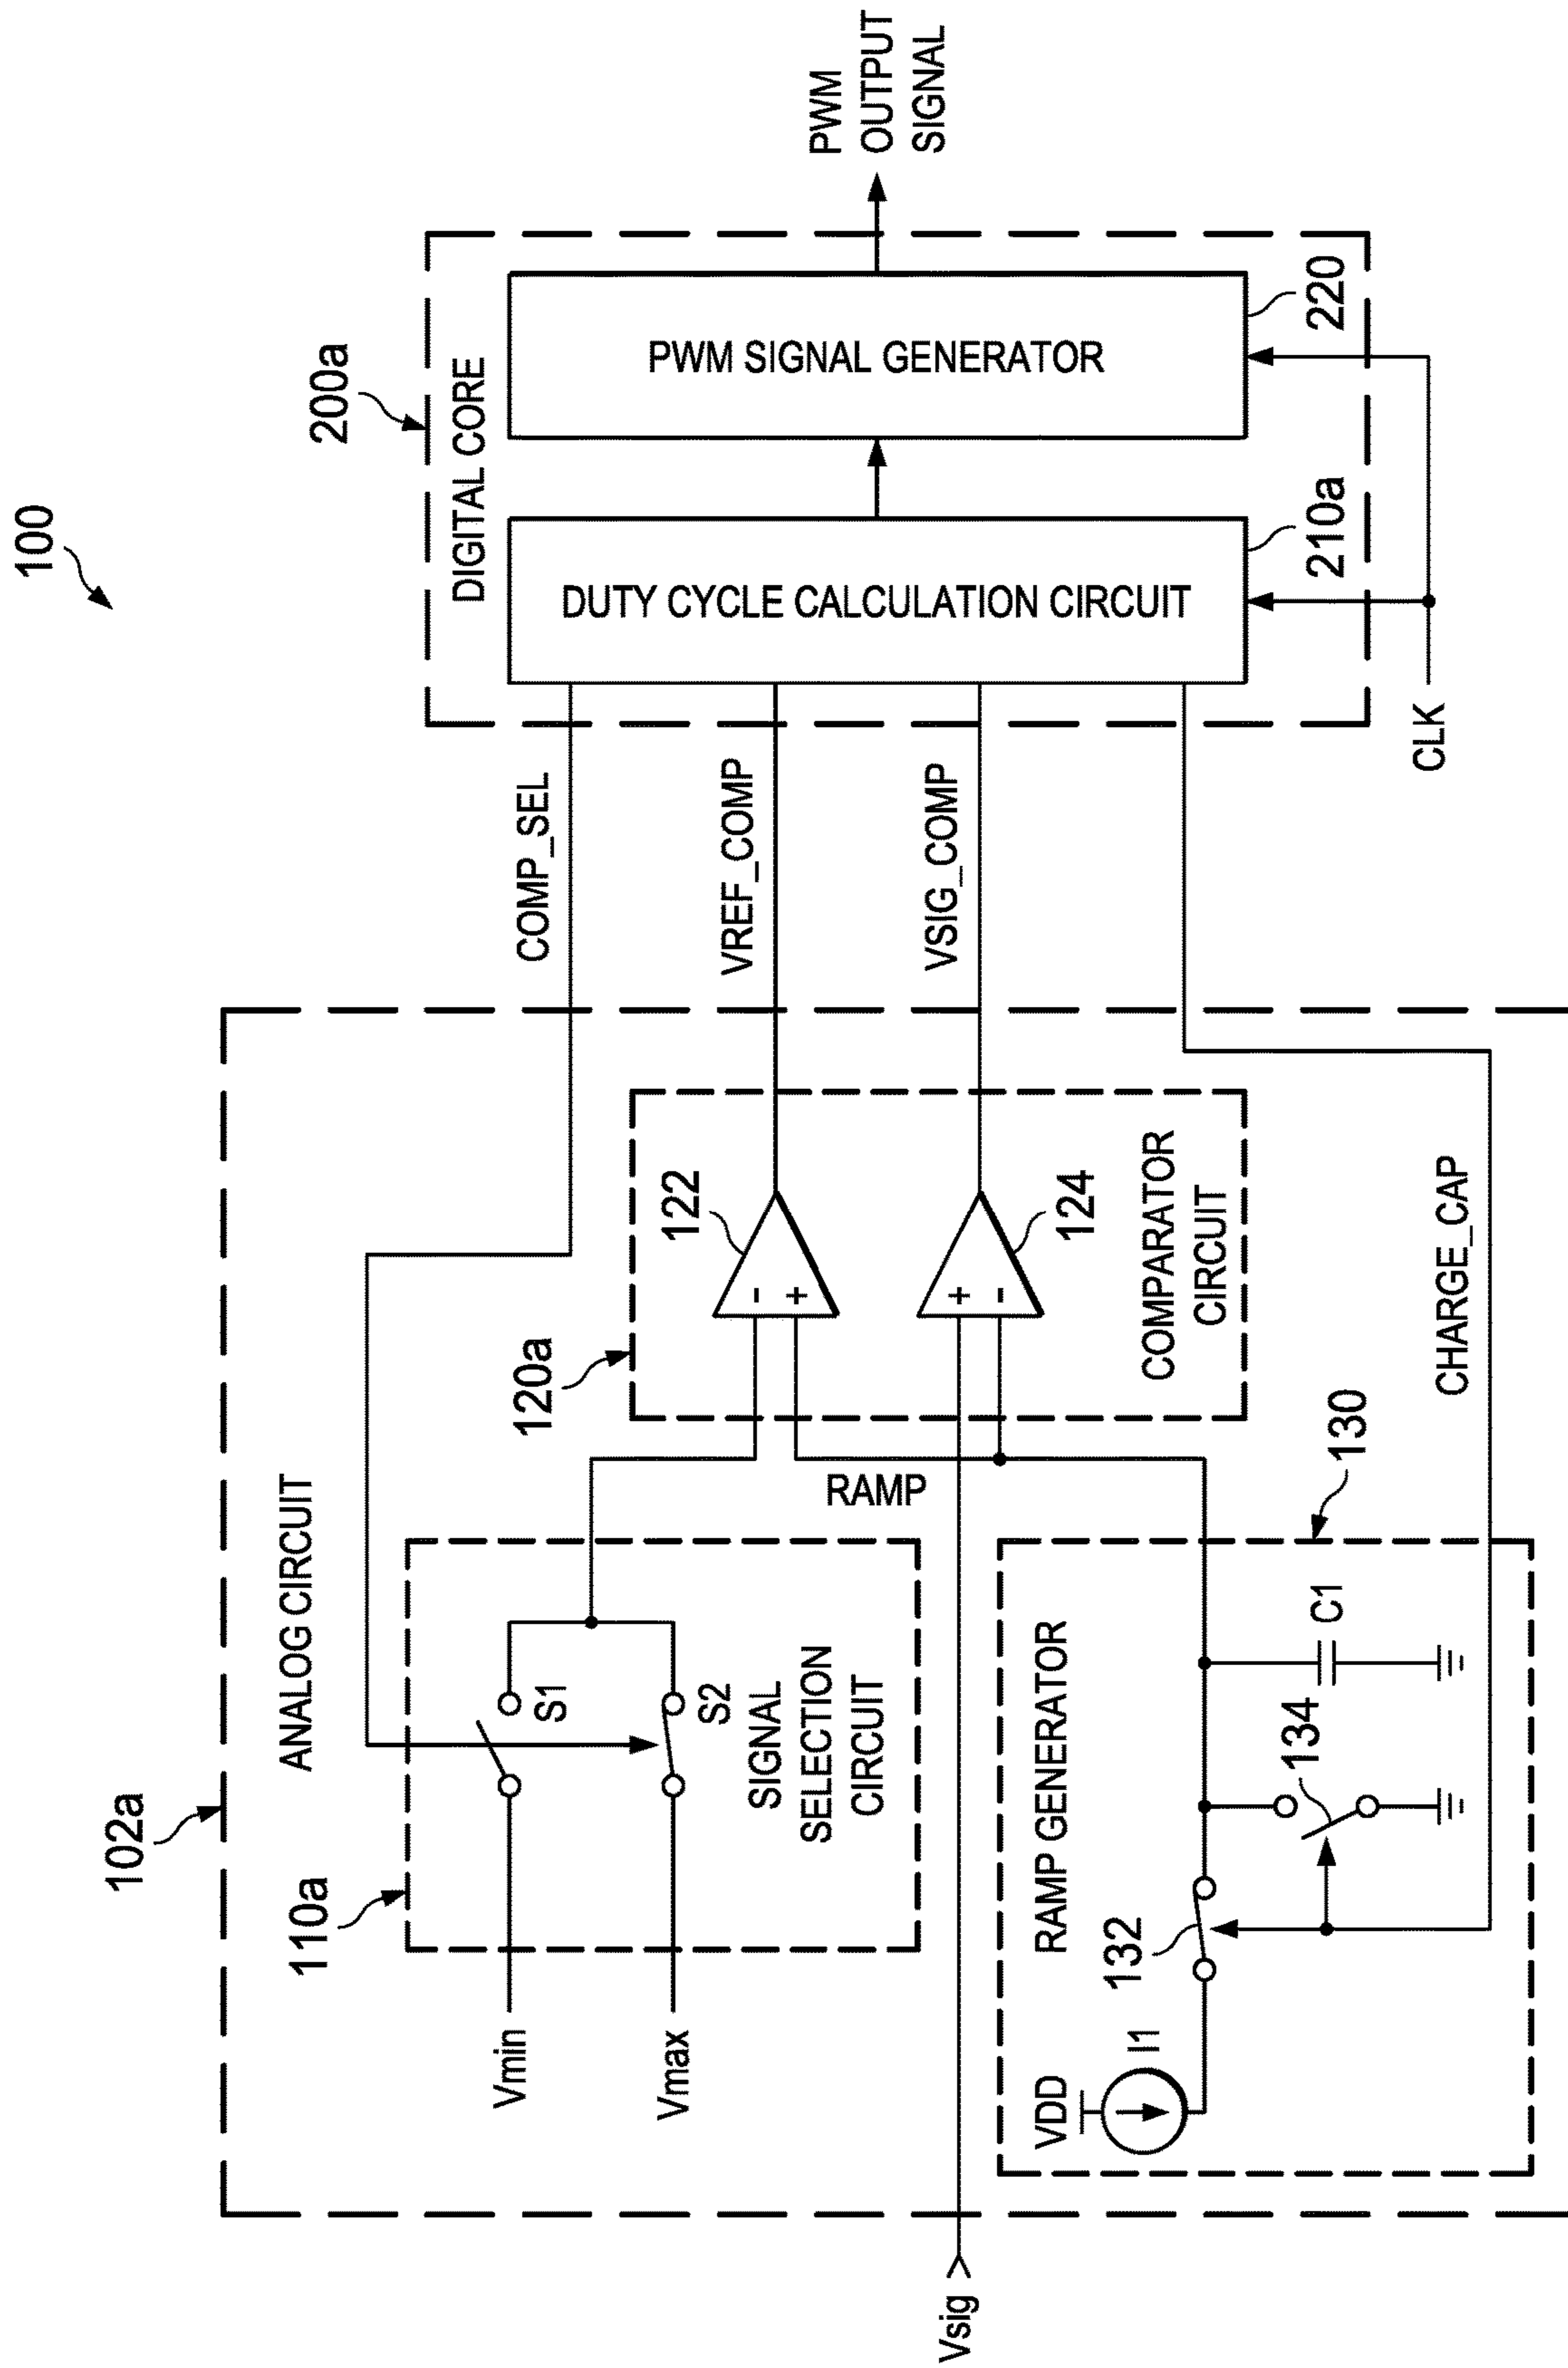 100
102a
ANALOG CIRCUIT
110a
Vmin
Vmax
S1
S2
SIGNAL
SELECTION
CIRCUIT
120a
122
-
+
+
-
124
COMPARATOR
CIRCUIT
RAMP
Vsig >
RAMP GENERATOR
130
VDD
I1
132
134
C1
CHARGE_CAP
COMP_SEL
VREF_COMP
VSIG_COMP
200a
DIGITAL CORE
DUTY CYCLE CALCULATION CIRCUIT
210a
PWM SIGNAL GENERATOR
220
CLK
PWM
OUTPUT
SIGNAL